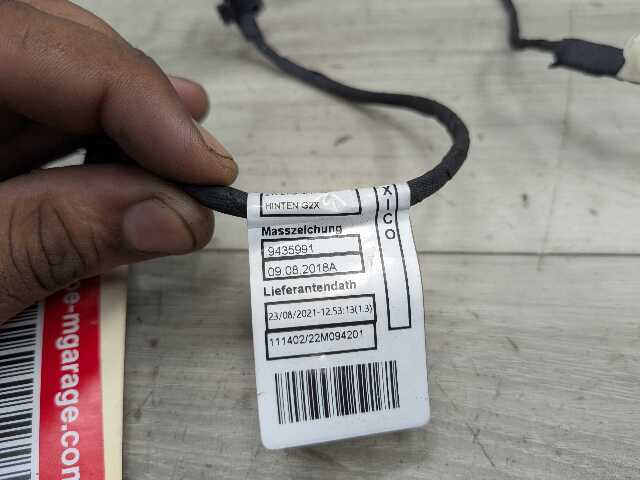 HINTEN G2X
Masszeichung
9435991
09.08.2018A
Lieferantendath
23/08/2021-12.53:13(1.3)
111402/22M094201
XICO
e-mgarage.com